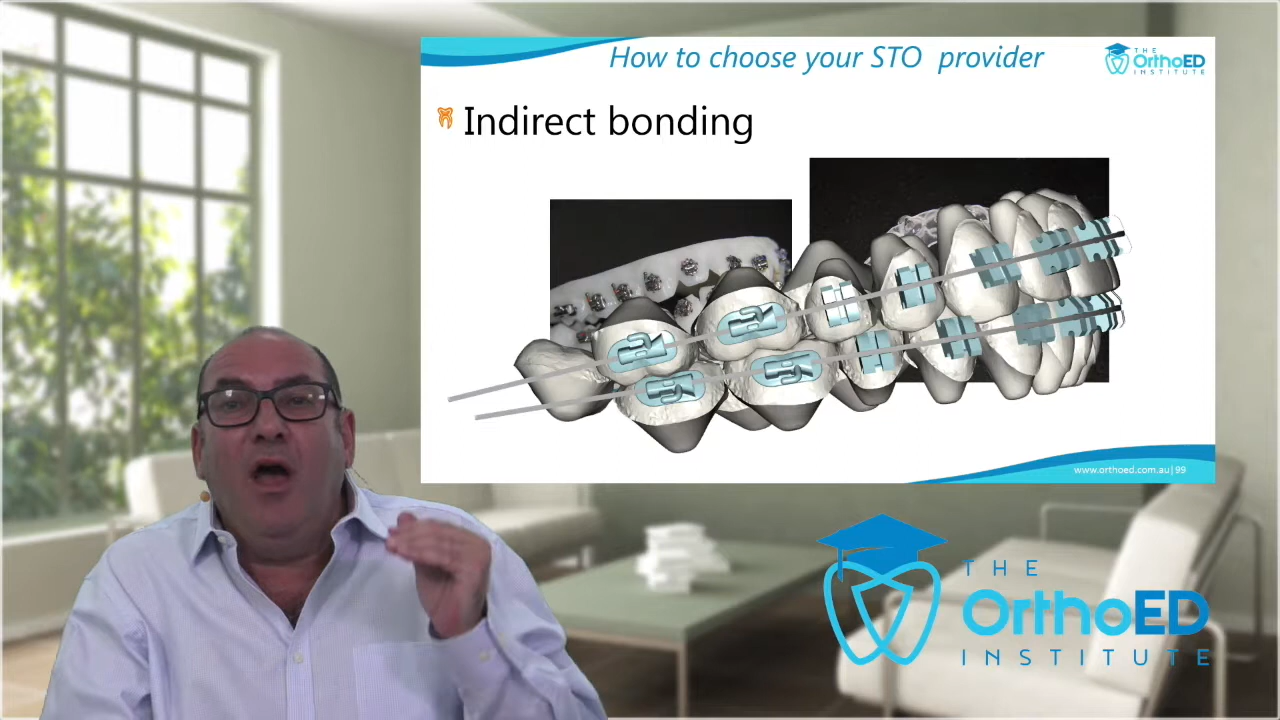 How to choose your STO provider
THE
OrthoED
INSTITUTE
Indirect bonding
www.orthoed.com.au|99
THE
OrthoED
INSTITUTE